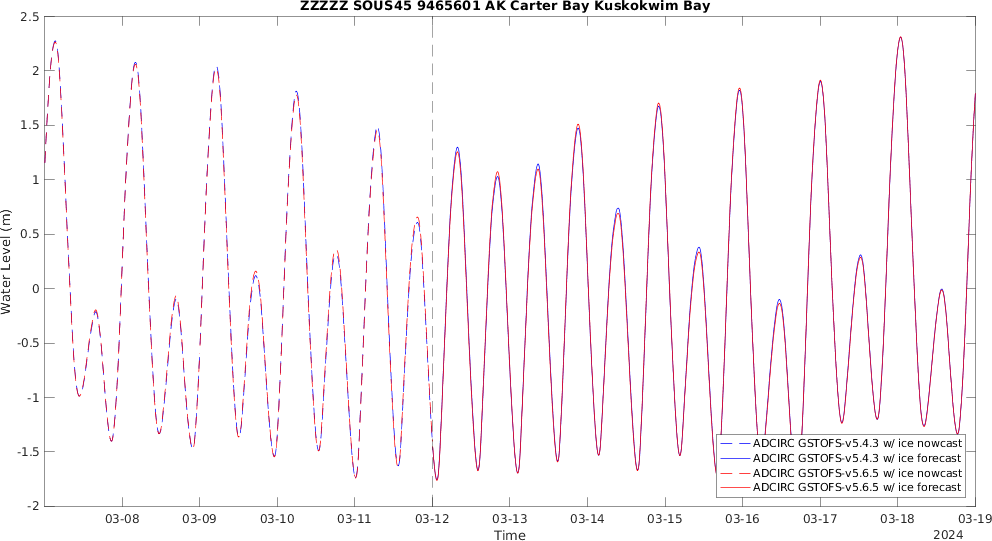 ZZZZZ SOUS45 9465601 AK Carter Bay Kuskokwim Bay
2.5
2
1.5
1
0.5
0
-0.5
-1
-1.5
-2
Water Level (m)
03-08 03-09 03-10 03-11 03-12 03-13 03-14 03-15 03-16 03-17 03-18 03-19
Time
2024
ADCIRC GSTOFS-v5.4.3 w/ ice nowcast
ADCIRC GSTOFS-v5.4.3 w/ ice forecast
ADCIRC GSTOFS-v5.6.5 w/ ice nowcast
ADCIRC GSTOFS-v5.6.5 w/ ice forecast